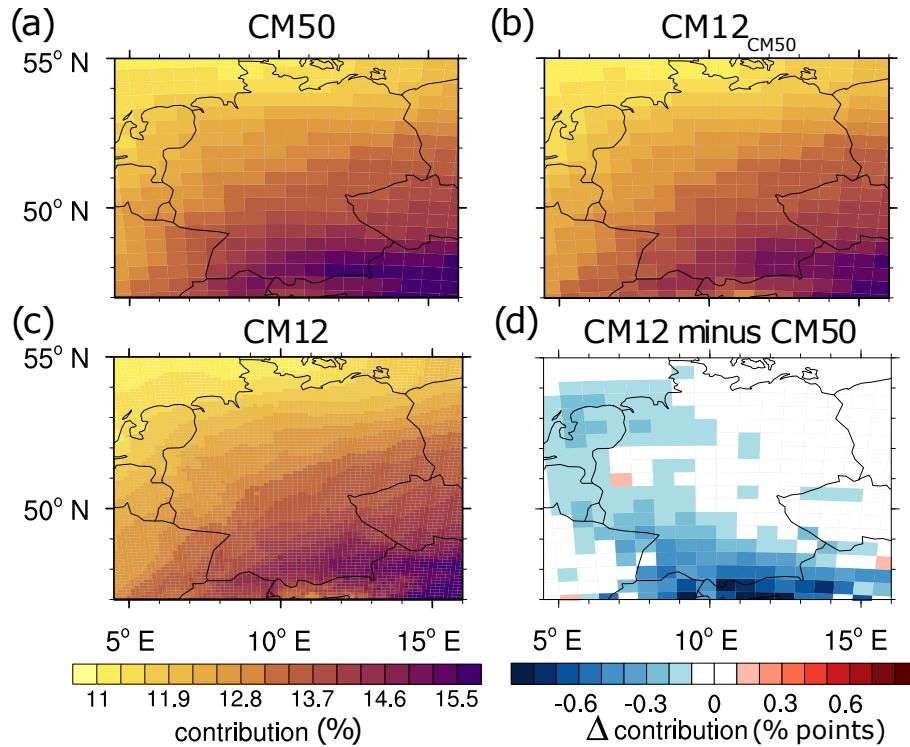 (a) CM50
(b) CM12CM50
55° N
50° N
(c) CM12
(d) CM12 minus CM50
55° N
50° N
5° E 10° E 15° E
5° E 10° E 15° E
11 11.9 12.8 13.7 14.6 15.5
contribution (%)
-0.6 -0.3 0 0.3 0.6
Δ contribution (% points)